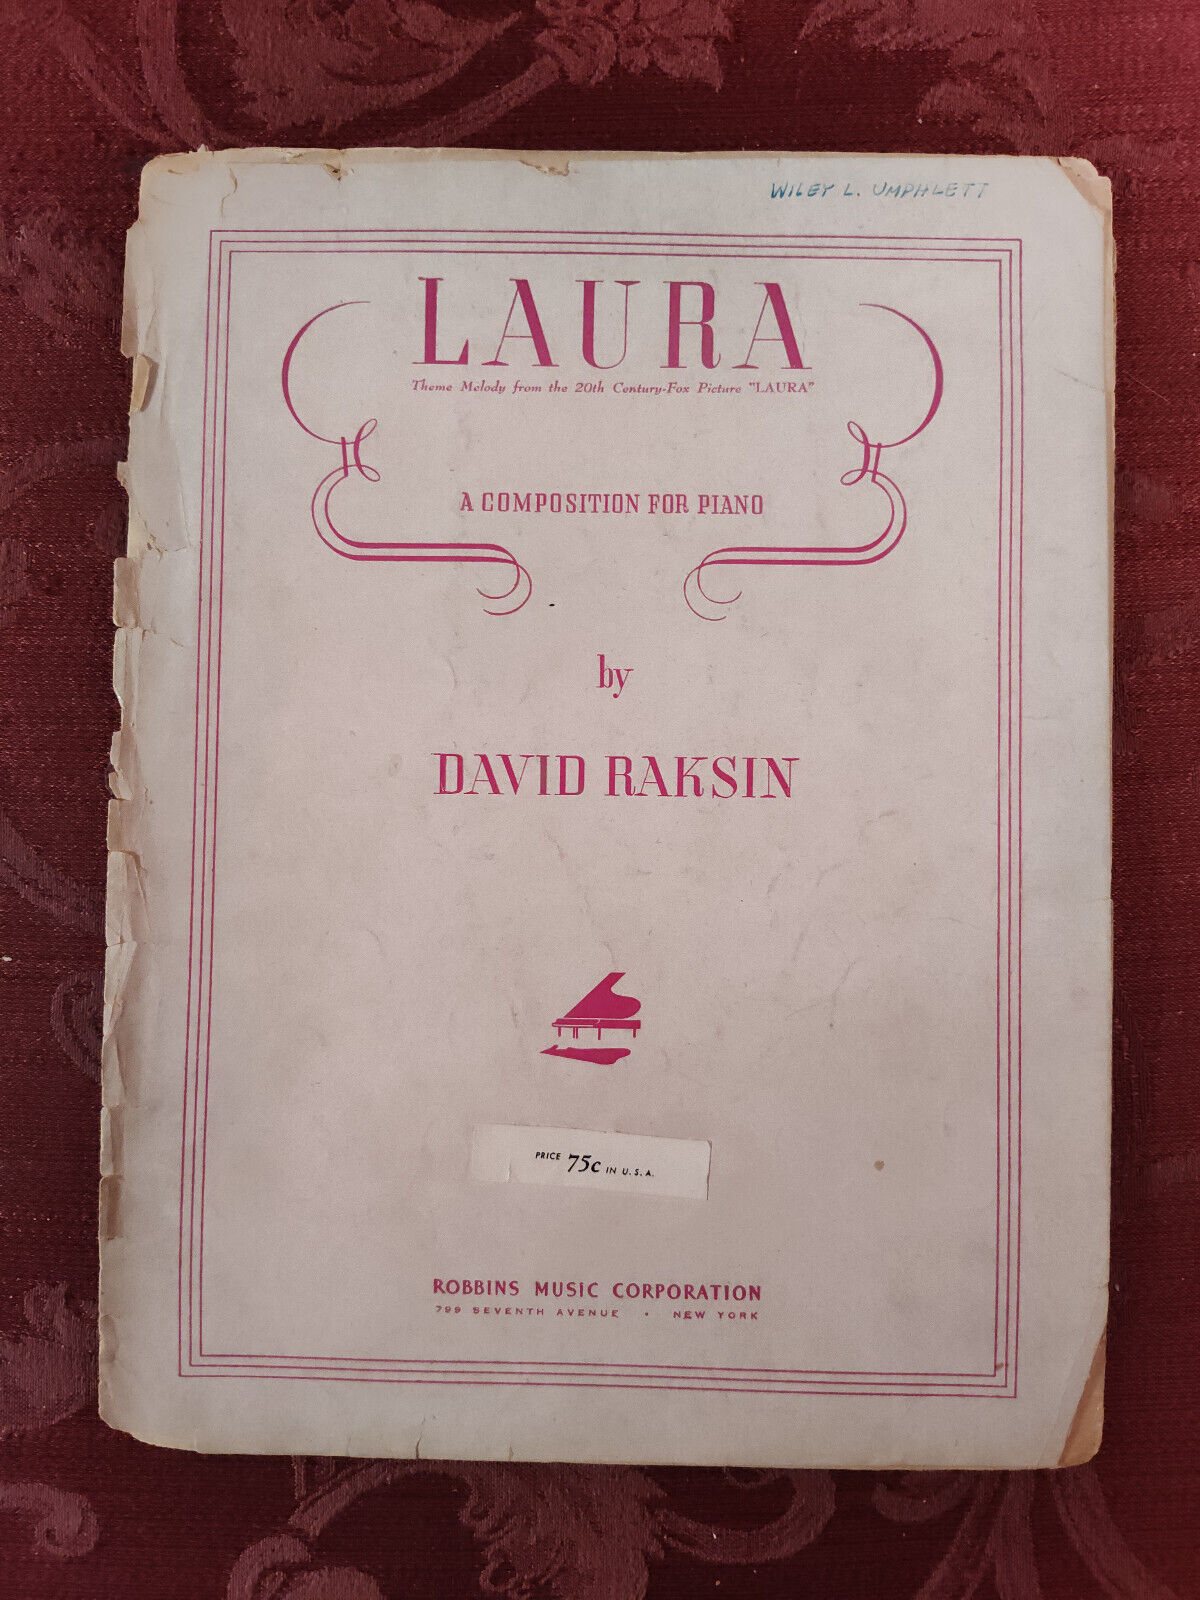 WILEY L. UMPHLETT
LAURA
Theme Melody from the 20th Century-Fox Picture "LAURA"
A COMPOSITION FOR PIANO
by
DAVID RAKSIN
PRICE 75c IN U. S. A.
ROBBINS MUSIC CORPORATION
799 SEVENTH AVENUE • NEW YORK